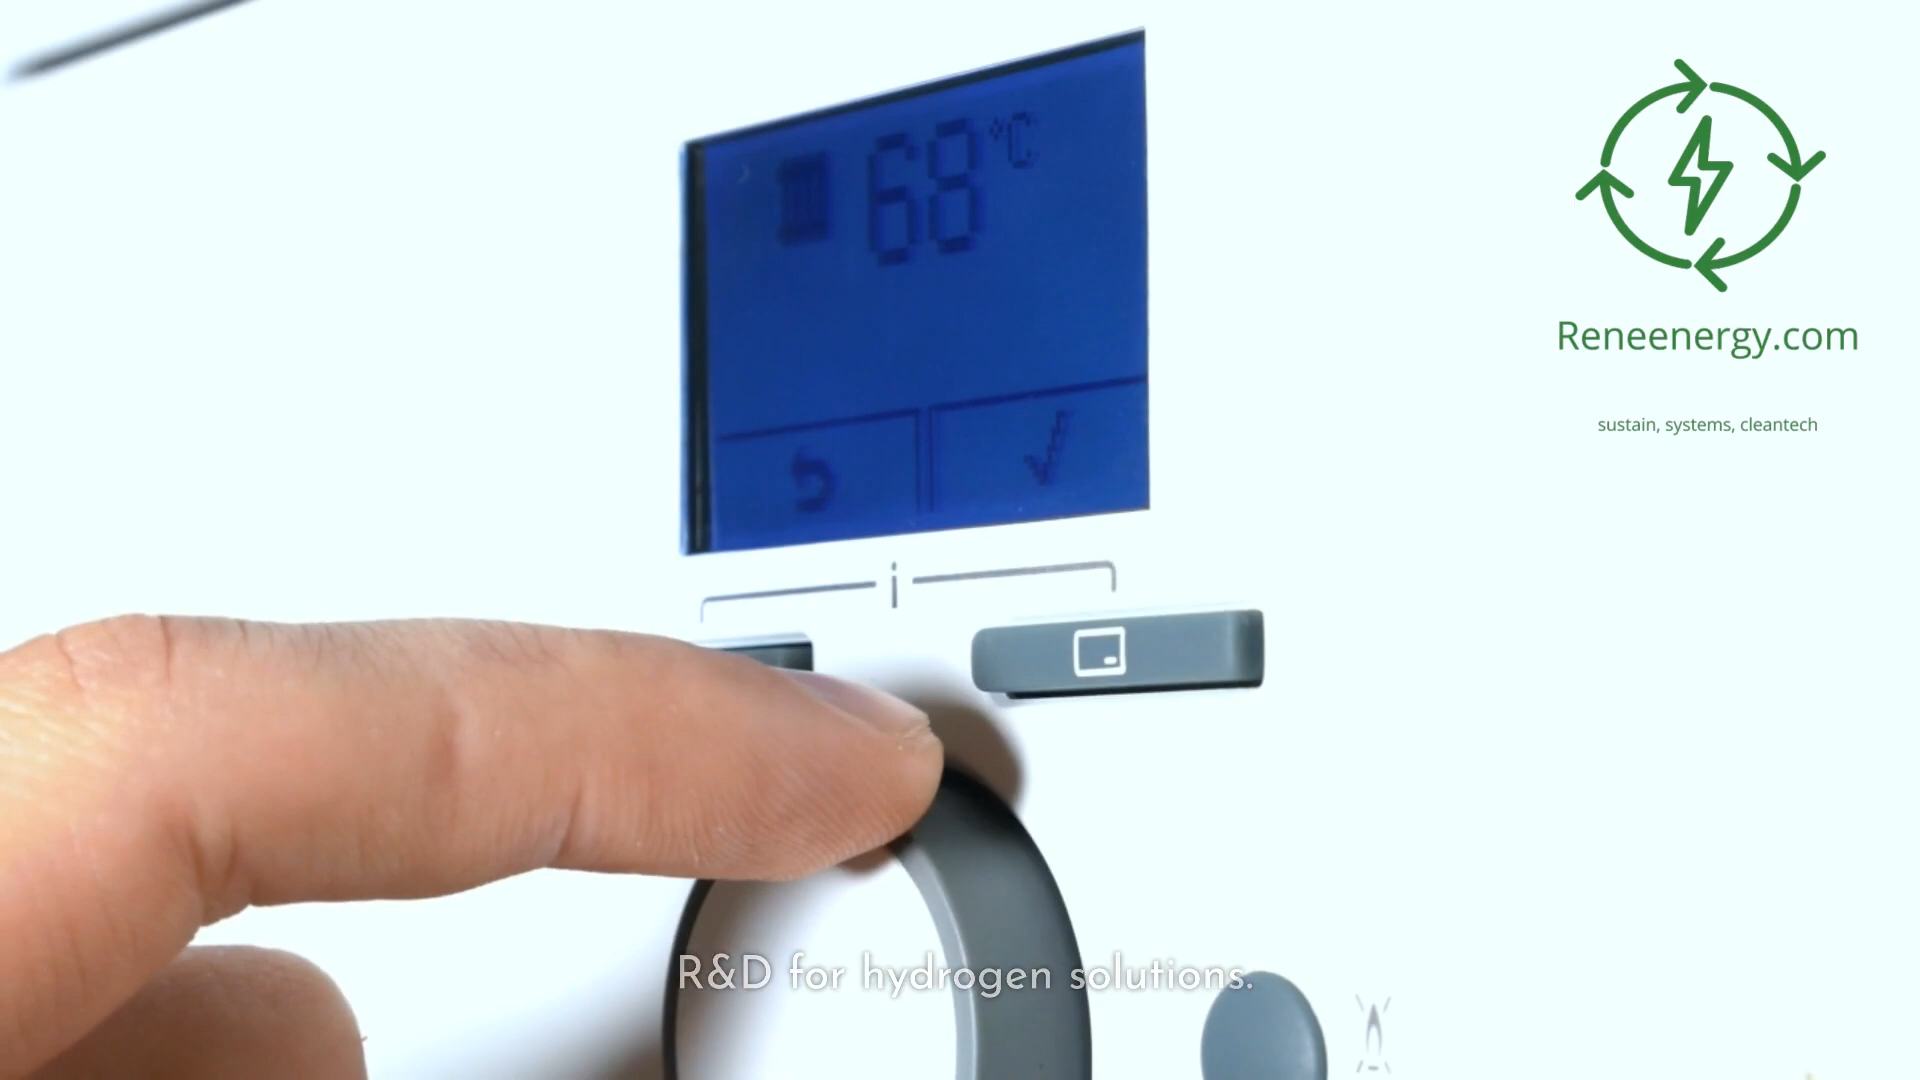 68 °C
i
Reneenergy.com
sustain, systems, cleantech
R&D for hydrogen solutions.